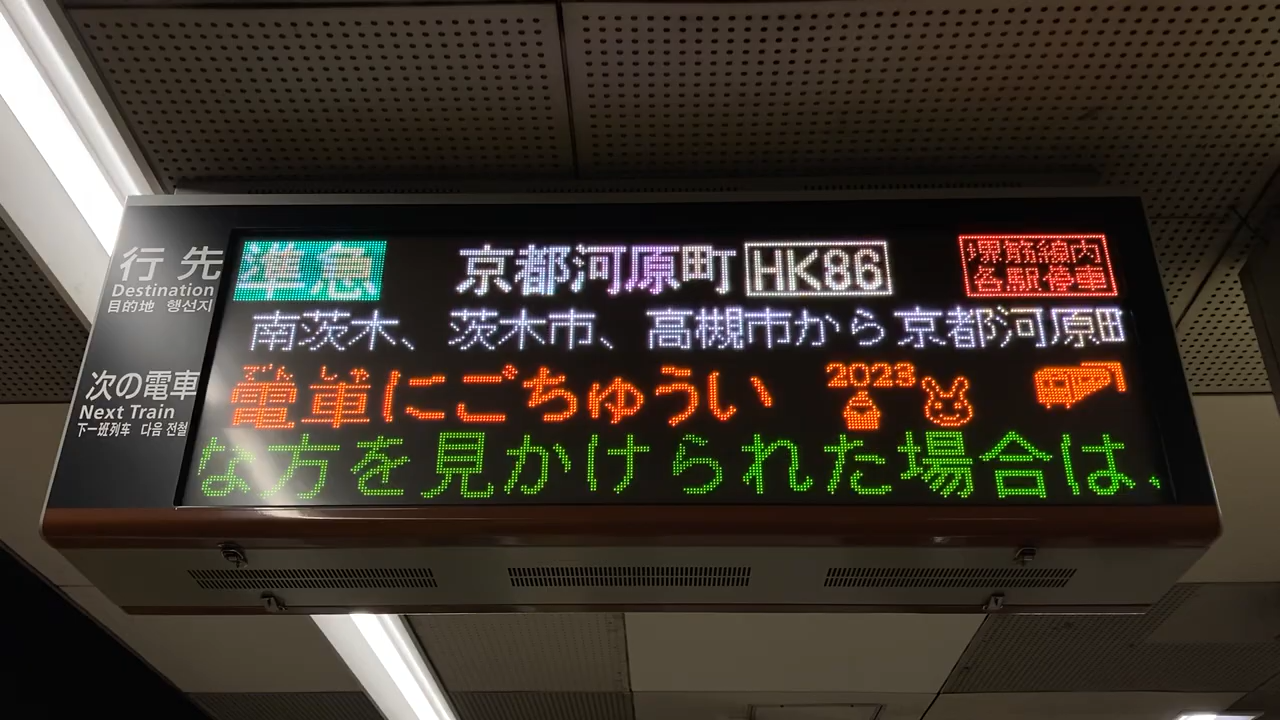 行先
Destination
目的地 행선지
準急 京都河原町 HK86 堺筋線内
各駅停車
南茨木、茨木市、高槻市から京都河原町
次の電車
Next Train
下一班列车 다음 전철
でん しゃ
電車にごちゅうい 2023
な方を見かけられた場合は、